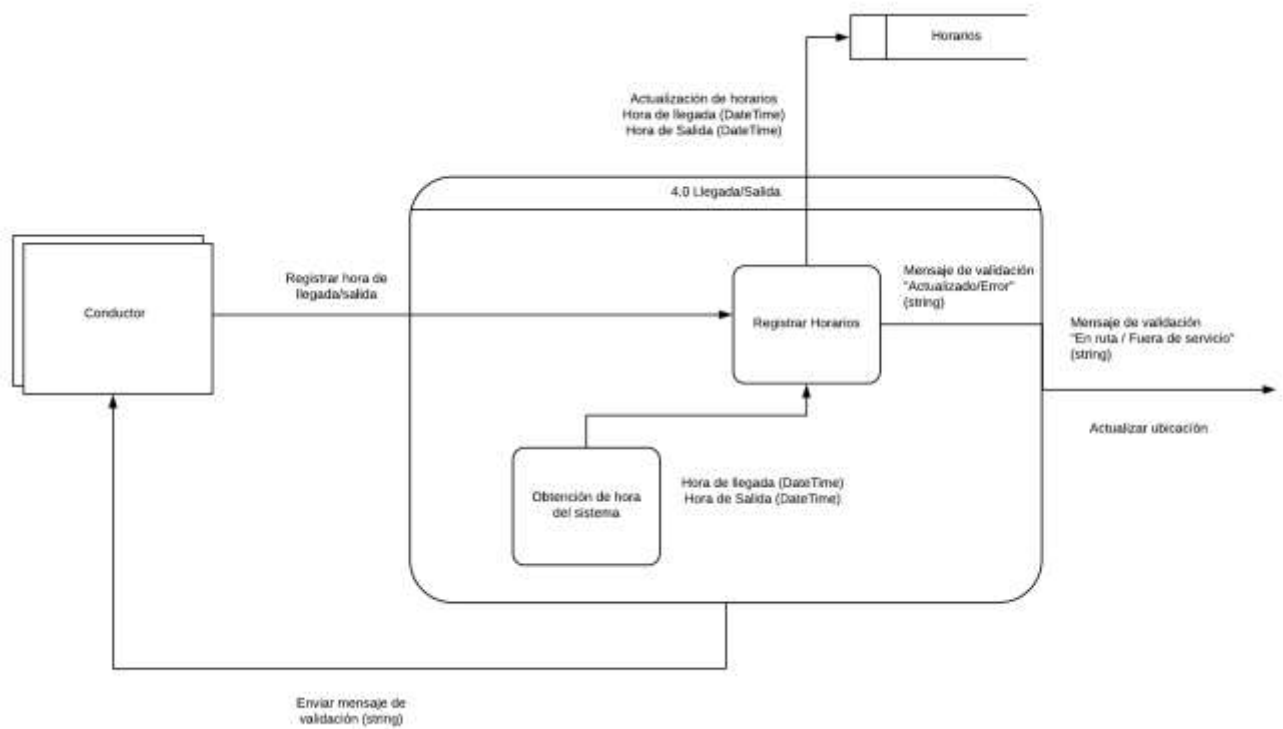 Horarios
Actualización de horarios
Hora de llegada (DateTime)
Hora de Salida (DateTime)
4.0 Llegada/Salida
Conductor
Registrar hora de
llegada/salida
Registrar Horarios
Mensaje de validación
"Actualizado/Error"
(string)
Mensaje de validación
"En ruta / Fuera de servicio"
(string)
Actualizar ubicación
Obtención de hora
del sistema
Hora de llegada (DateTime)
Hora de Salida (DateTime)
Enviar mensaje de
validación (string)